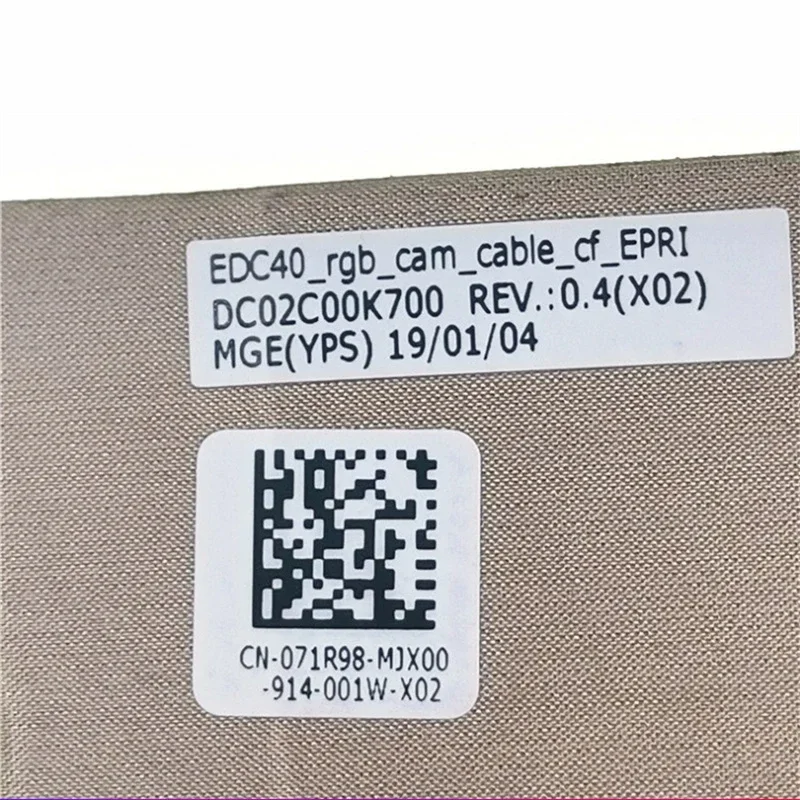 EDC40_rgb_cam_cable_cf_EPRI
DC02C00K700 REV.:0.4(X02)
MGE(YPS) 19/01/04
CN-071R98-MJX00
-914-001W-X02